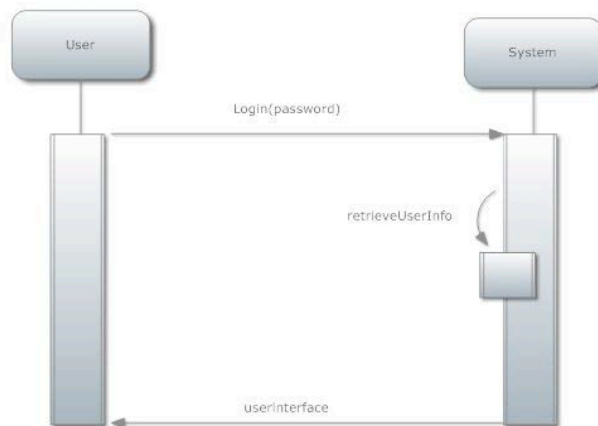 User
System
Login(password)
retrieveUserInfo
userinterface